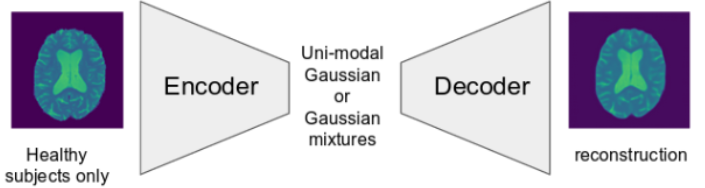 Healthy
subjects only
Encoder
Uni-modal
Gaussian
or
Gaussian
mixtures
Decoder
reconstruction